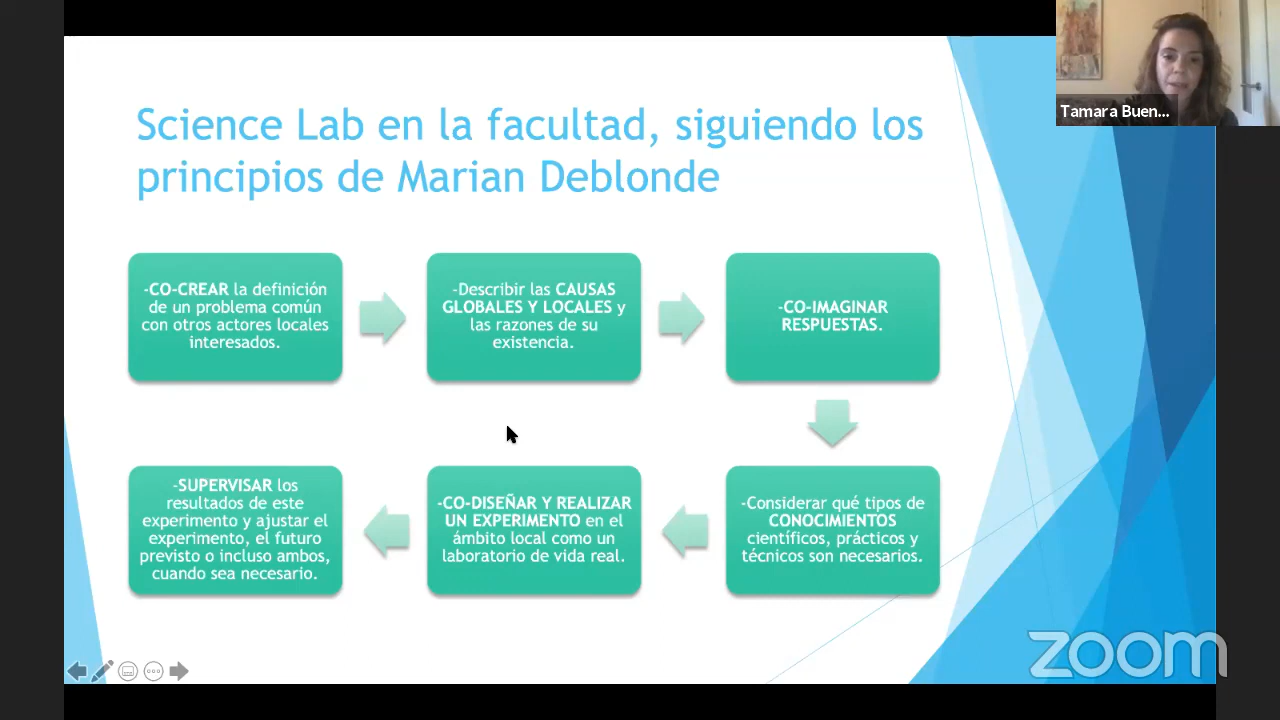 Science Lab en la facultad, siguiendo los
principios de Marian Deblonde
Tamara Buen...
-CO-CREAR la definición
de un problema común
con otros actores locales
interesados.
-Describir las CAUSAS
GLOBALES Y LOCALES y
las razones de su
existencia.
-CO-IMAGINAR
RESPUESTAS.
-Considerar qué tipos de
CONOCIMIENTOS
científicos, prácticos y
técnicos son necesarios.
-CO-DISEÑAR Y REALIZAR
UN EXPERIMENTO en el
ámbito local como un
laboratorio de vida real.
-SUPERVISAR los
resultados de este
experimento y ajustar el
experimento, el futuro
previsto o incluso ambos,
cuando sea necesario.
zoom